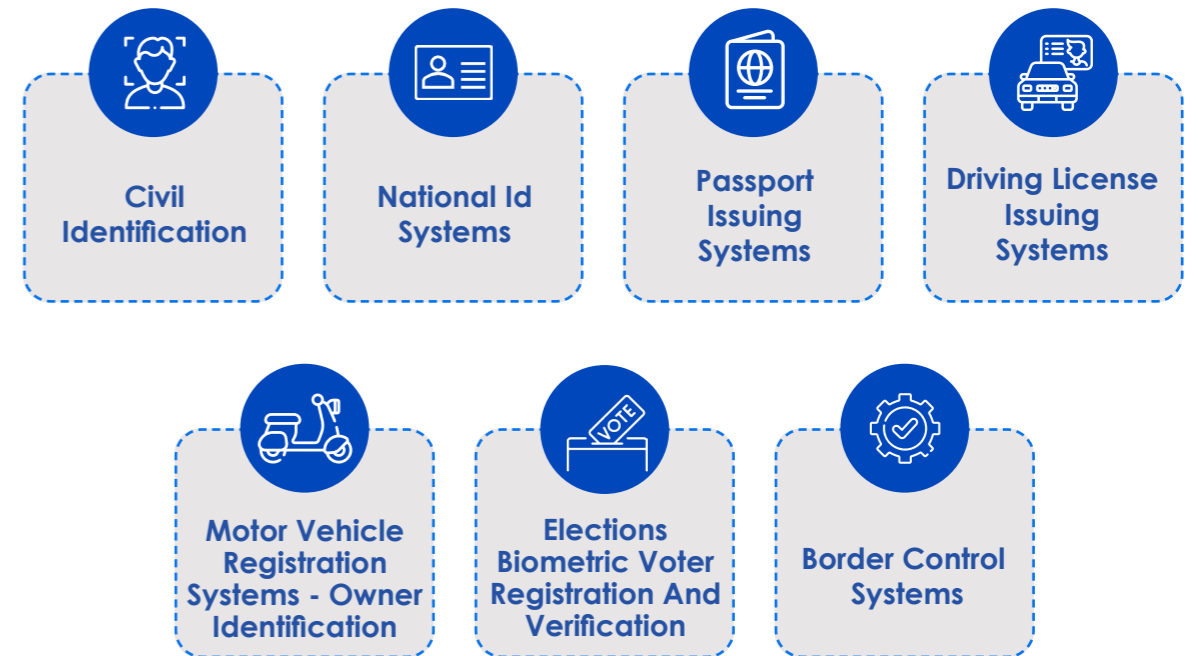 Civil
Identification
National Id
Systems
Passport
Issuing
Systems
Driving License
Issuing
Systems
Motor Vehicle
Registration
Systems - Owner
Identification
VOTE
Elections
Biometric Voter
Registration And
Verification
Border Control
Systems